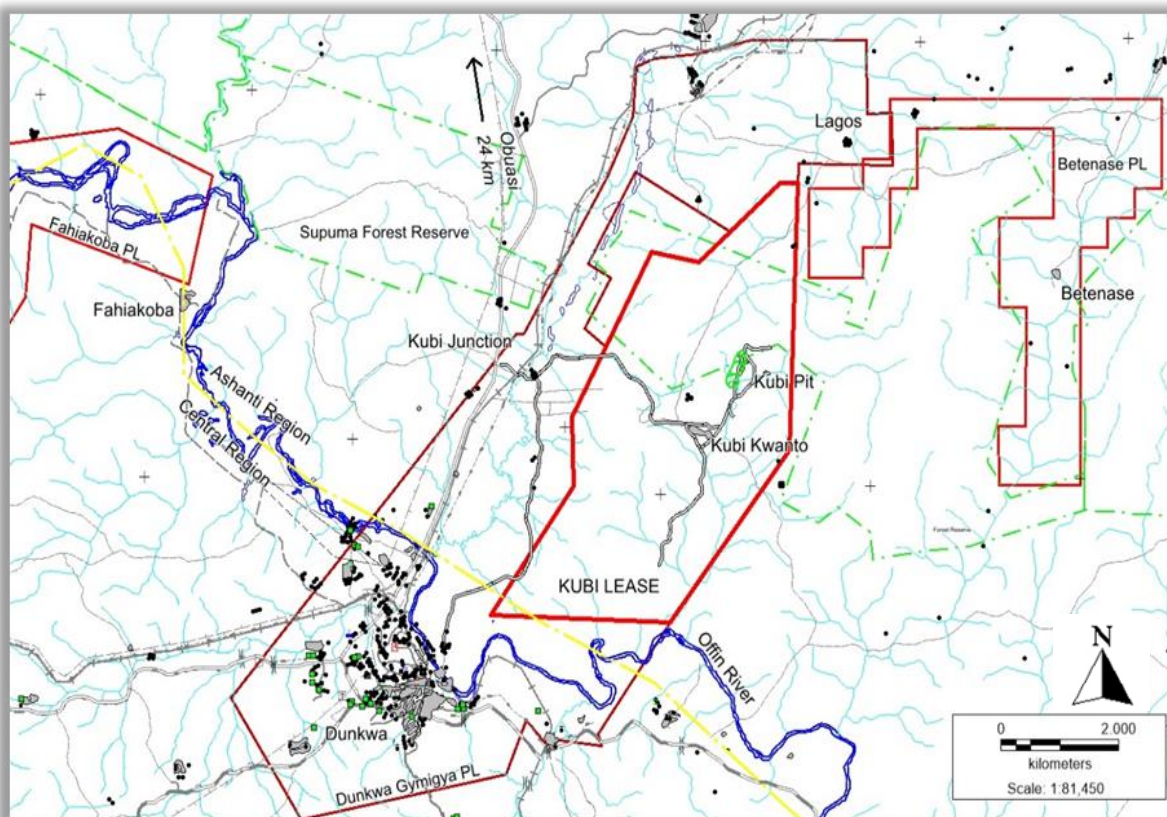 Obuasi
24 km
Lagos
Betenase PL
Supuma Forest Reserve
Fahiakoba PL
Betenase
Fahiakoba
Kubi Junction
Kubi Pit
Ashanti Region
Central Region
Kubi Kwanto
Forest Reserve
KUBI LEASE
Offin River
N
Dunkwa
Dunkwa Gymigya PL
0 2.000
kilometers
Scale: 1:81,450